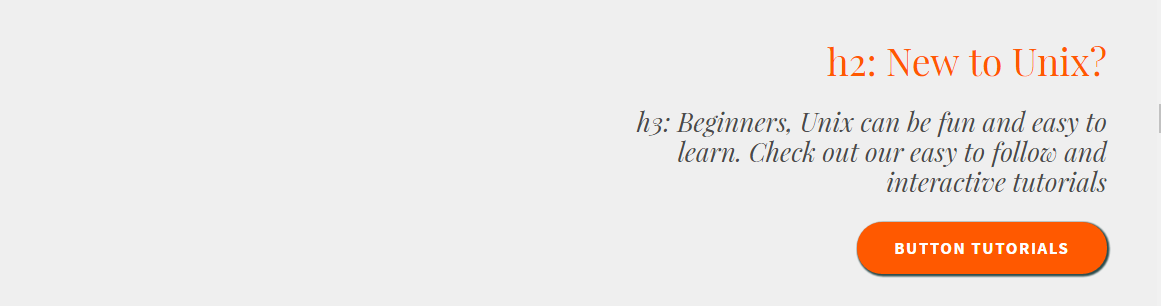 h2: New to Unix?
h3: Beginners, Unix can be fun and easy to
learn. Check out our easy to follow and
interactive tutorials
BUTTON TUTORIALS